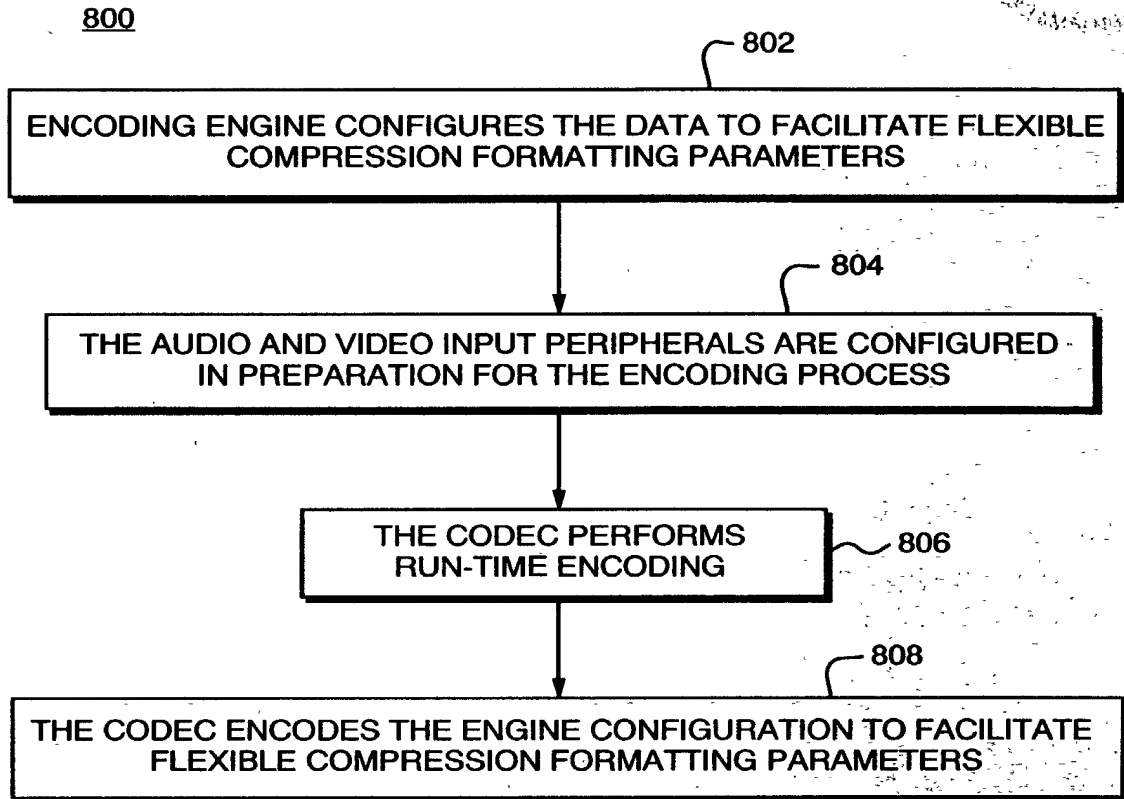 800
802
ENCODING ENGINE CONFIGURES THE DATA TO FACILITATE FLEXIBLE
COMPRESSION FORMATTING PARAMETERS
804
THE AUDIO AND VIDEO INPUT PERIPHERALS ARE CONFIGURED
IN PREPARATION FOR THE ENCODING PROCESS
THE CODEC PERFORMS
RUN-TIME ENCODING
806
808
THE CODEC ENCODES THE ENGINE CONFIGURATION TO FACILITATE
FLEXIBLE COMPRESSION FORMATTING PARAMETERS